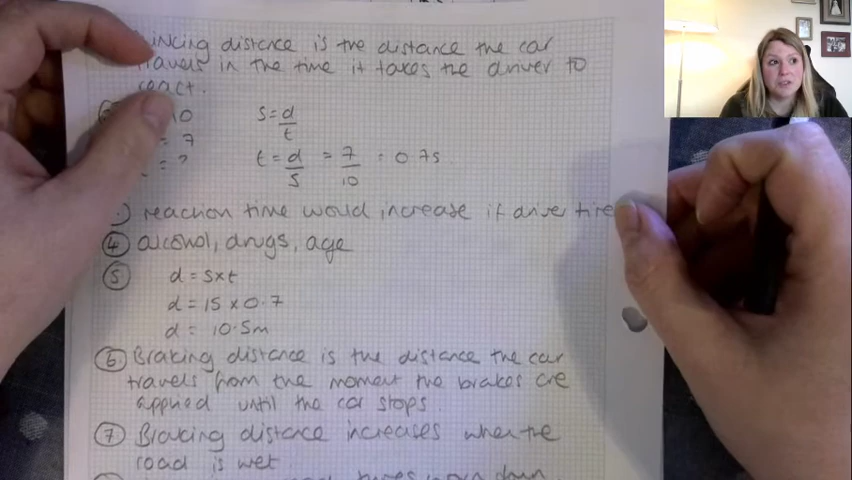 distance is the distance the car
travels in the time it takes the driver to
react.
10 s = d/t
= 7
= ? t = d/s = 7/10 = 0.7s
reaction time would increase if driver tire
④ alcohol, drugs, age
⑤ d = s x t
d = 15 x 0.7
d = 10.5m
⑥ Braking distance is the distance the car
travels from the moment the brakes are
applied until the car stops.
⑦ Braking distance increases when the
road is wet